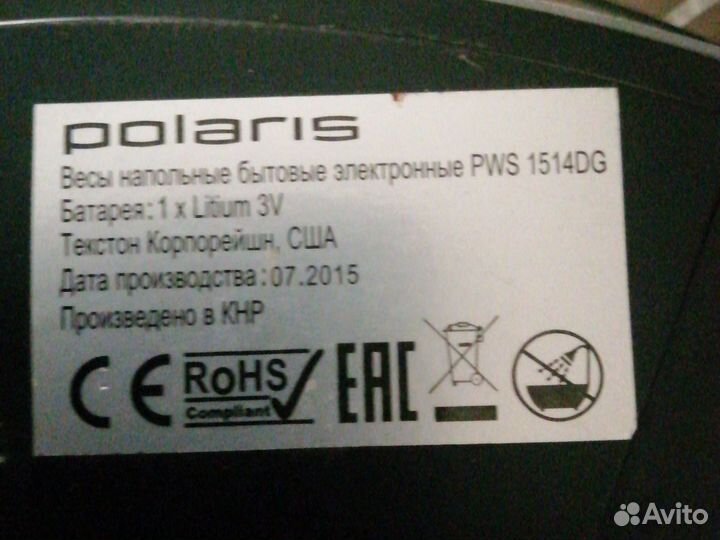 polaris
Весы напольные бытовые электронные PWS 1514DG
Батарея: 1 x Litium 3V
Текстон Корпорейшн, США
Дата производства: 07.2015
Произведено в КНР
CE RoHS Compliant EAC
Avito